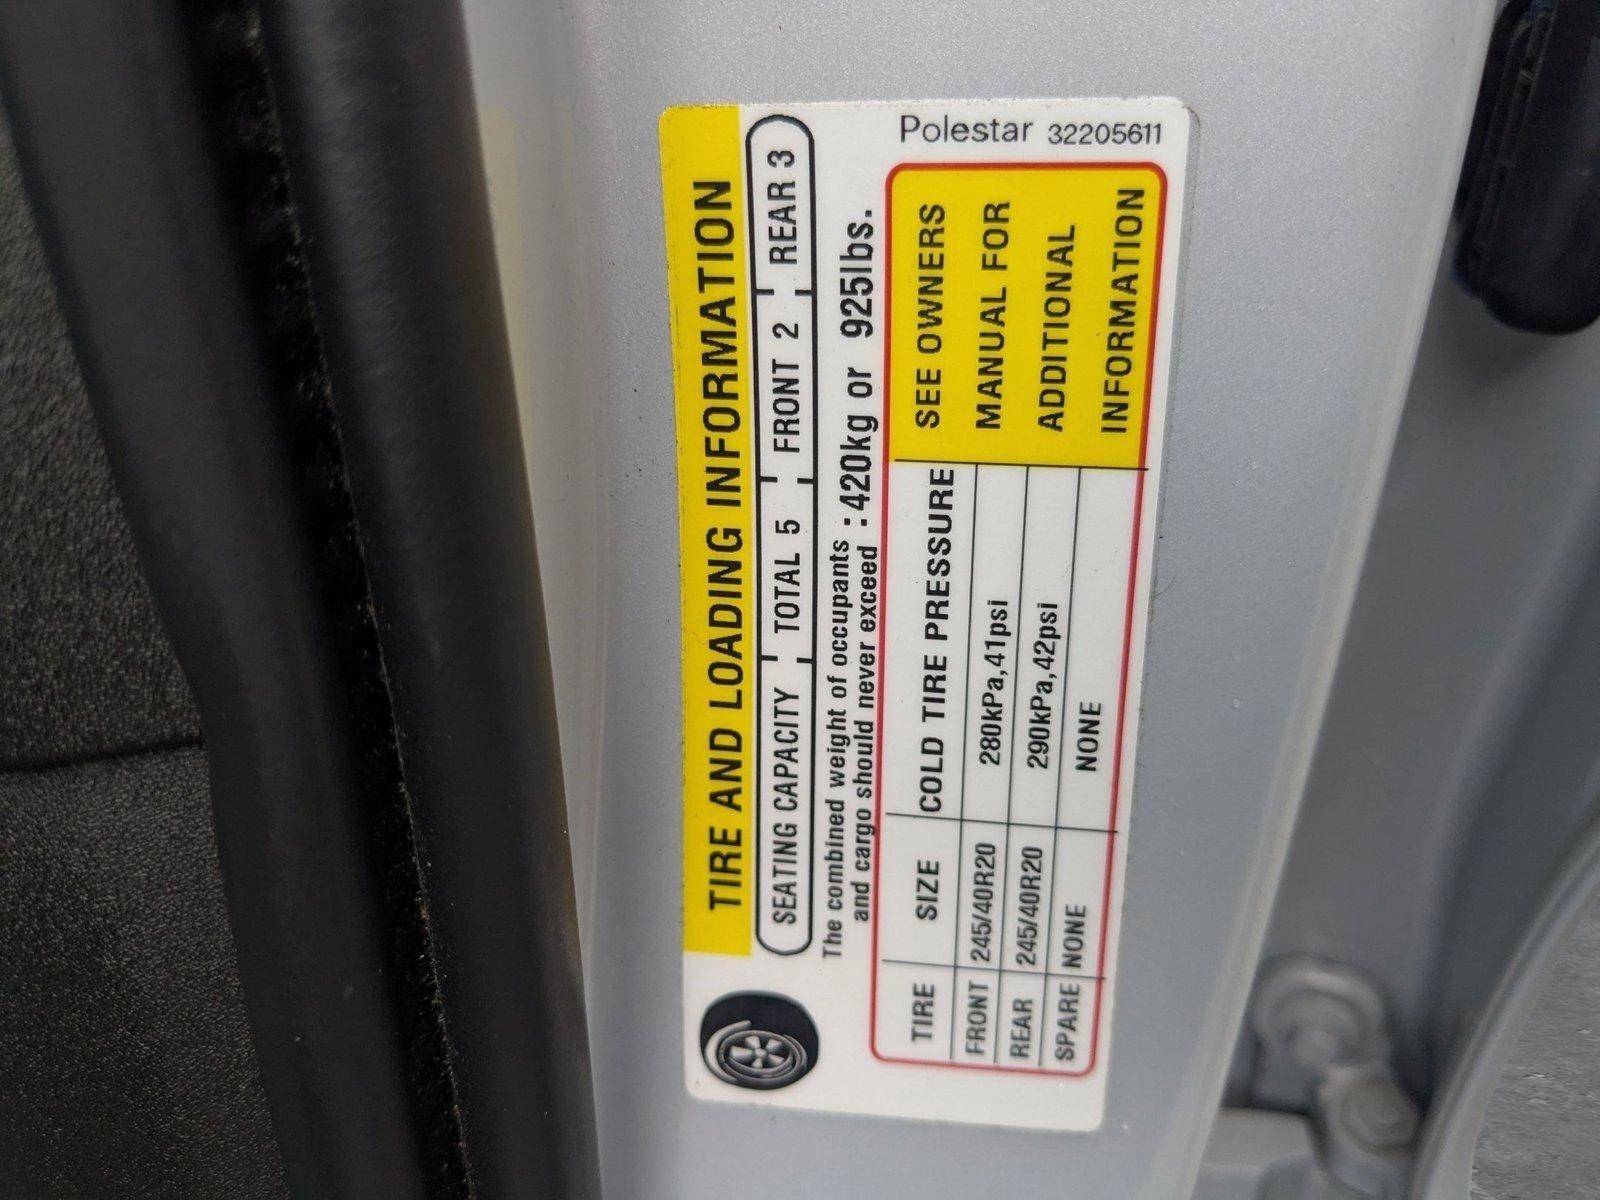 Polestar 32205611
TIRE AND LOADING INFORMATION
SEATING CAPACITY TOTAL 5 FRONT 2 REAR 3
The combined weight of occupants
and cargo should never exceed : 420kg or 925lbs.
TIRE SIZE COLD TIRE PRESSURE
FRONT 245/40R20 280kPa,41psi
REAR 245/40R20 290kPa,42psi
SPARE NONE NONE
SEE OWNERS
MANUAL FOR
ADDITIONAL
INFORMATION